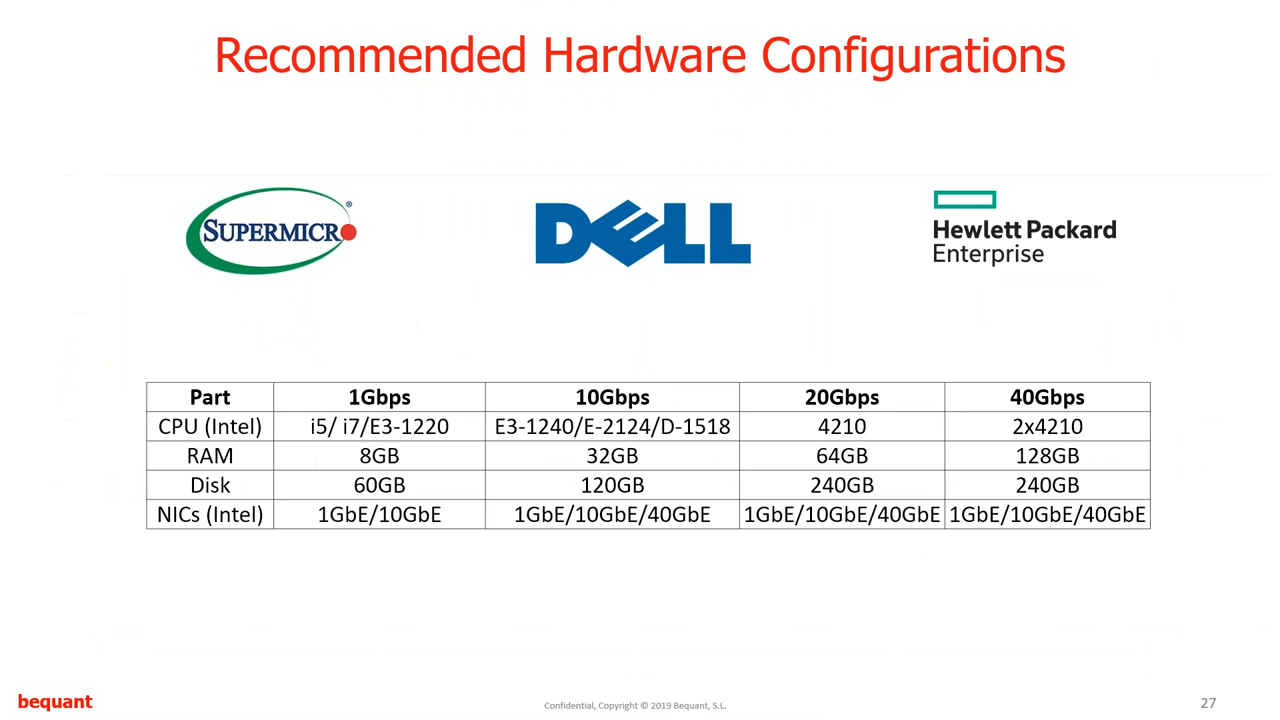 Recommended Hardware Configurations
SUPERMICRO®
DELL
Hewlett Packard
Enterprise
Part 1Gbps 10Gbps 20Gbps 40Gbps
CPU (Intel) i5/ i7/E3-1220 E3-1240/E-2124/D-1518 4210 2x4210
RAM 8GB 32GB 64GB 128GB
Disk 60GB 120GB 240GB 240GB
NICs (Intel) 1GbE/10GbE 1GbE/10GbE/40GbE 1GbE/10GbE/40GbE 1GbE/10GbE/40GbE
bequant Confidential, Copyright © 2019 Bequant, S.L. 27